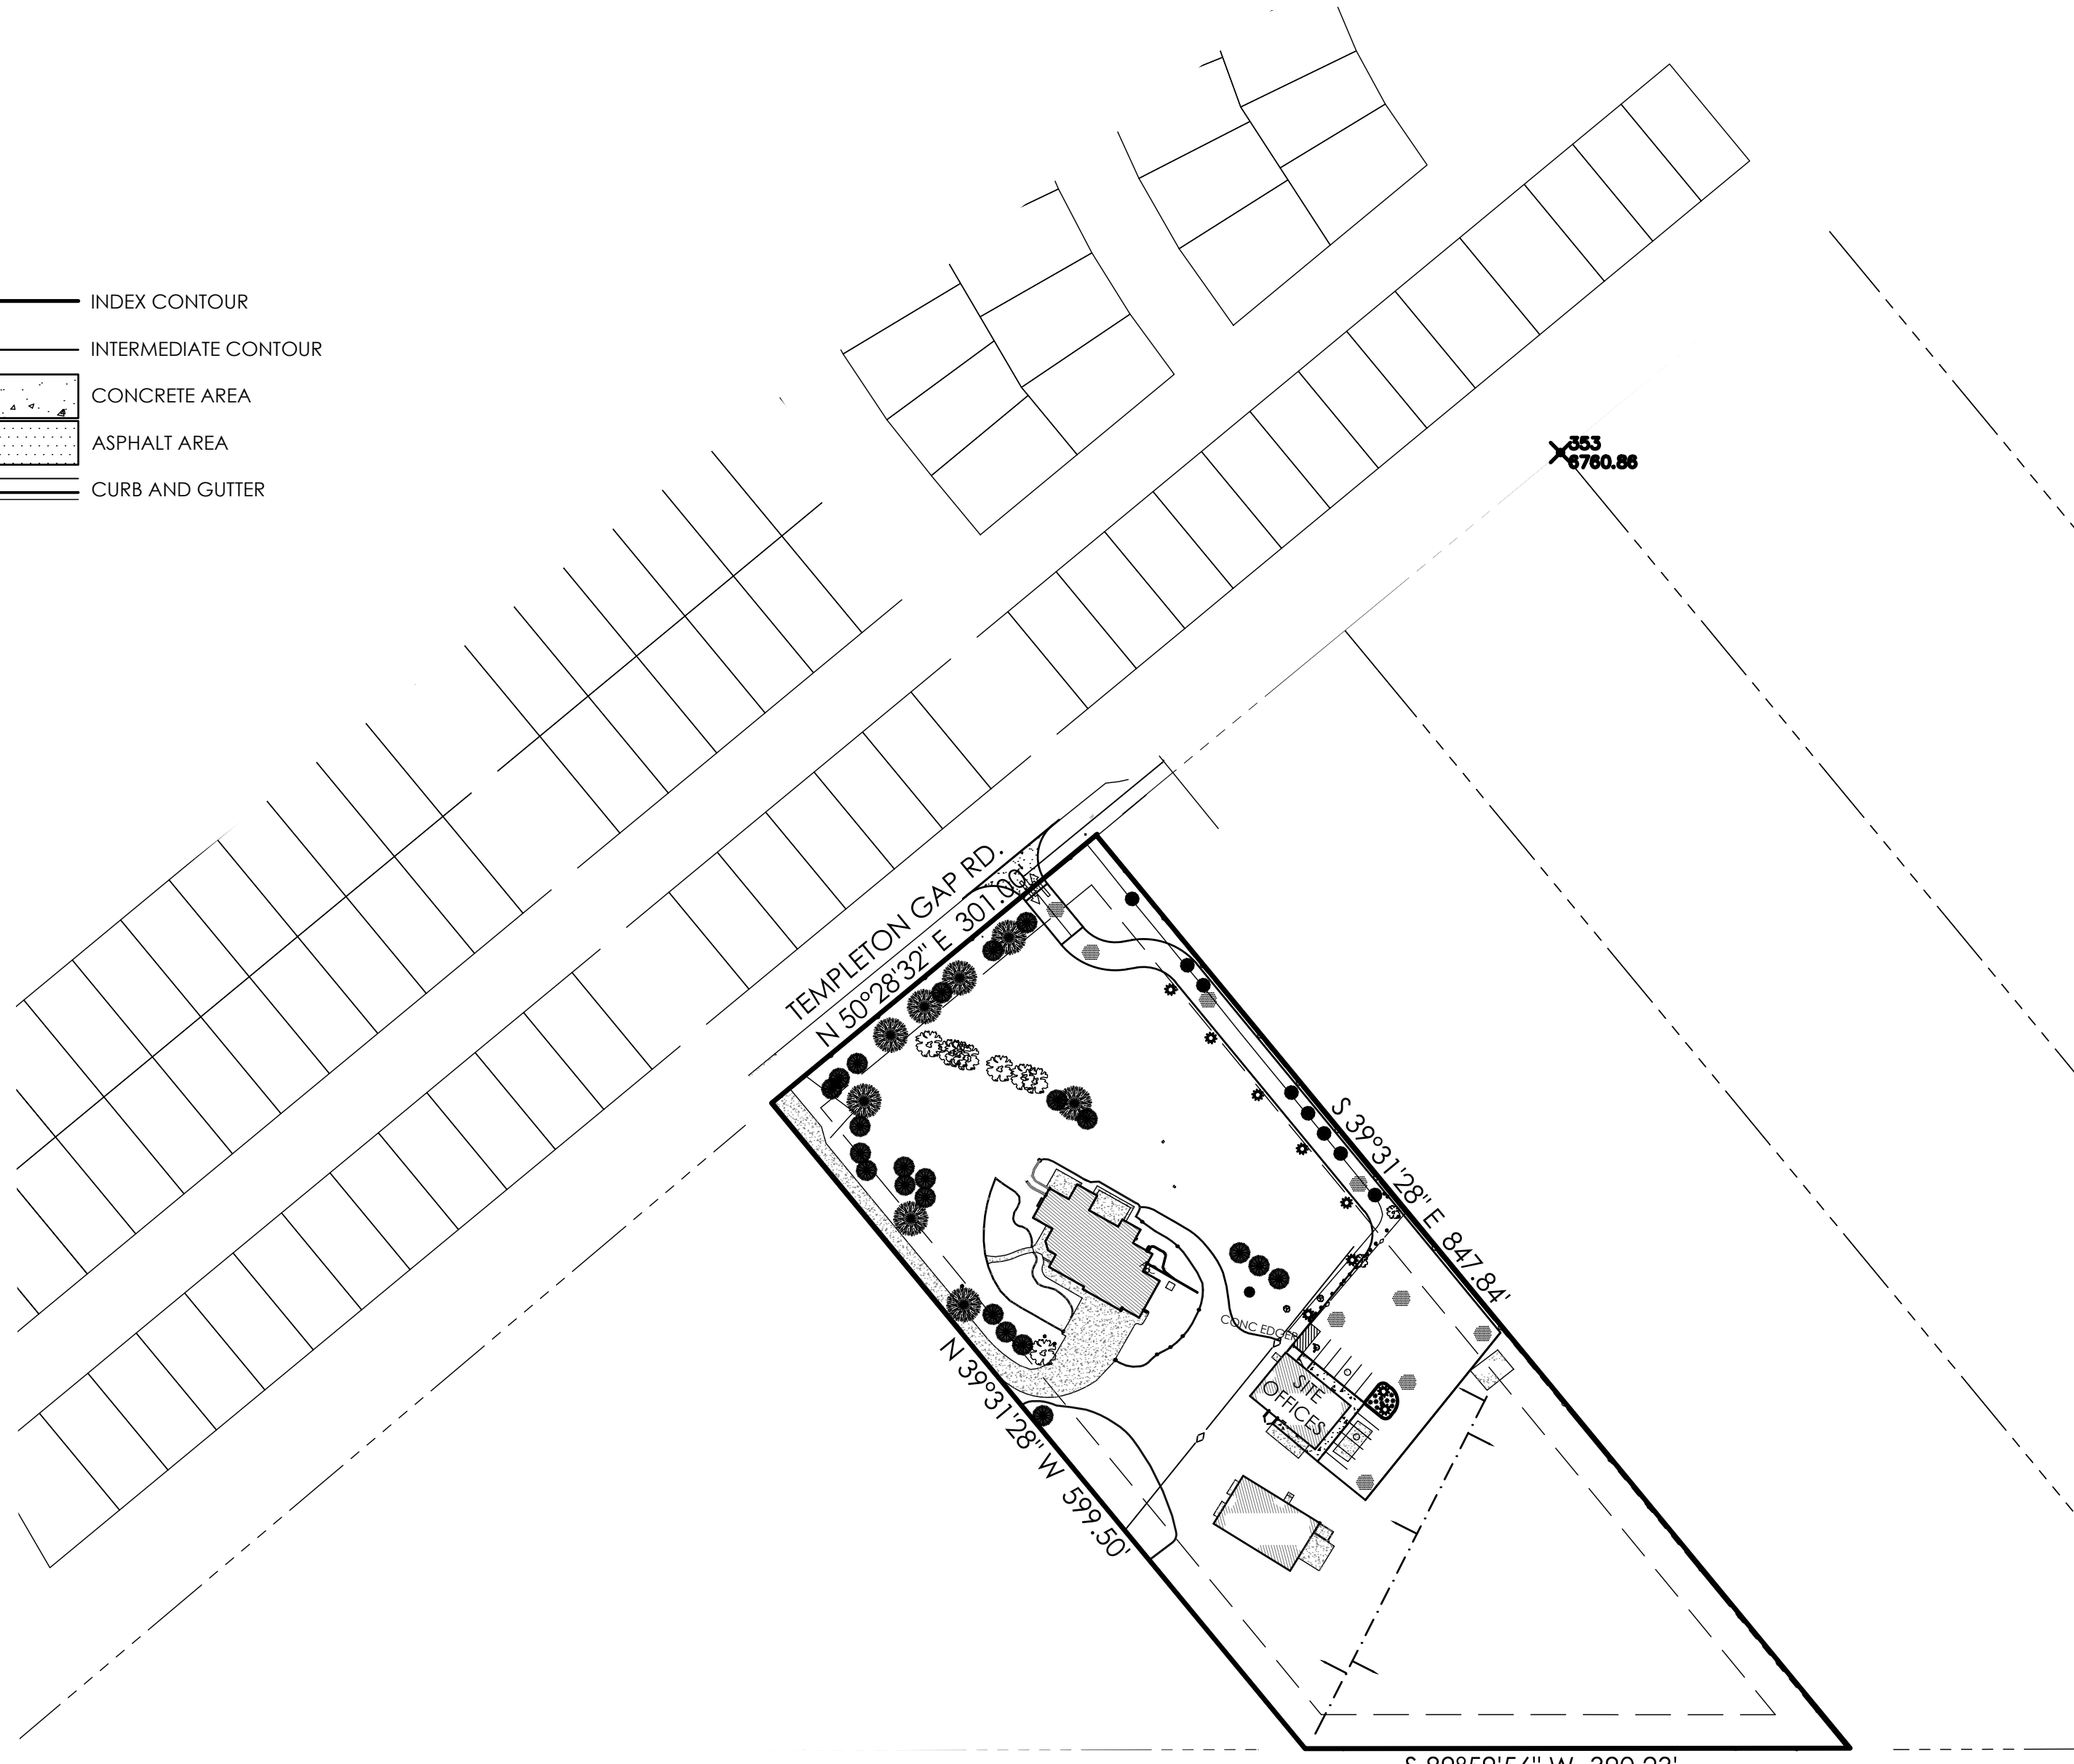 INDEX CONTOUR
INTERMEDIATE CONTOUR
CONCRETE AREA
ASPHALT AREA
CURB AND GUTTER
353
6760.86
TEMPLETON GAP RD.
N 50°28'32" E 301.00'
S 39°31'28" E 847.84'
CONC EDGER
SITE
OFFICES
N 39°31'28" W 599.50'